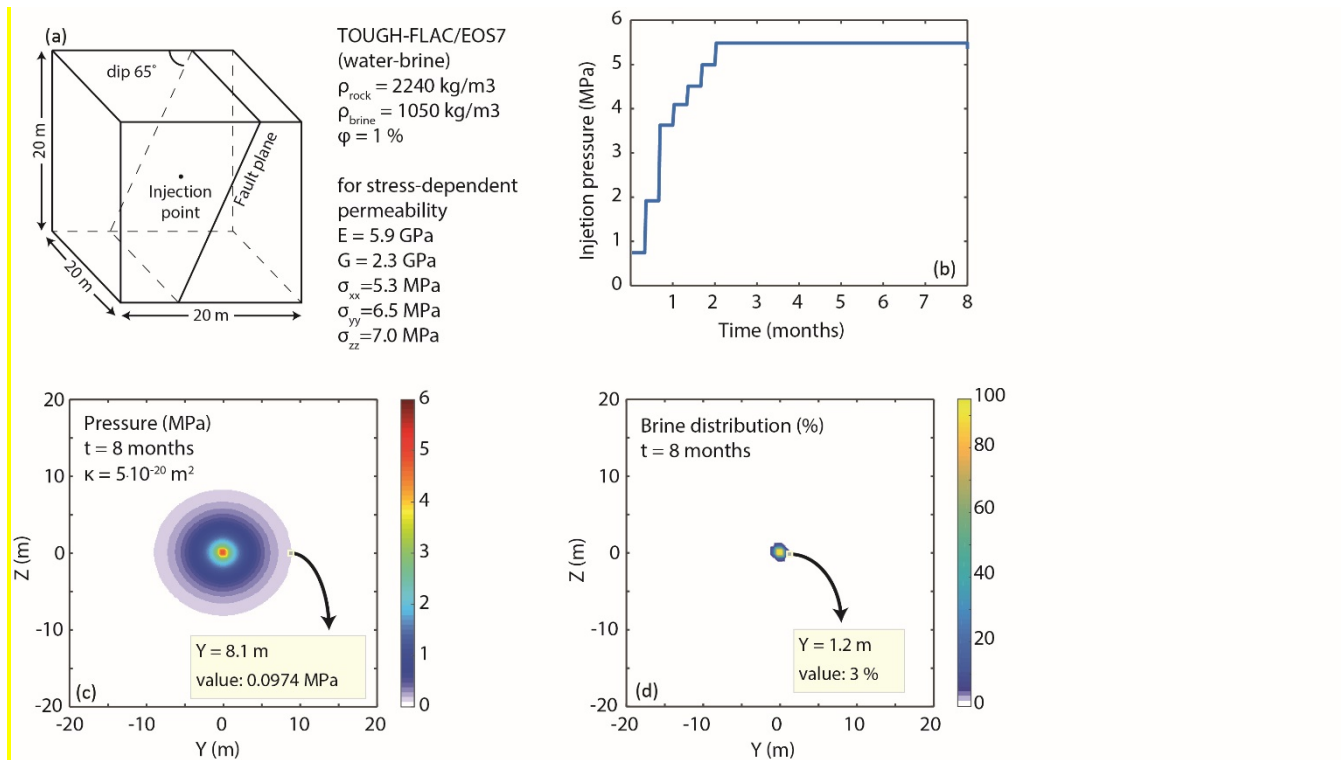 (a)
dip 65°
20 m
Injection
point
Fault plane
20 m
20 m
TOUGH-FLAC/EOS7
(water-brine)
ρrock = 2240 kg/m3
ρbrine = 1050 kg/m3
φ = 1 %
for stress-dependent
permeability
E = 5.9 GPa
G = 2.3 GPa
σxx=5.3 MPa
σyy=6.5 MPa
σzz=7.0 MPa
6
5
4
3
2
1
0
Injetion pressure (MPa)
(b)
1 2 3 4 5 6 7 8
Time (months)
20
10
0
-10
-20
Z (m)
Pressure (MPa)
t = 8 months
κ = 5·10-20 m2
Y = 8.1 m
value: 0.0974 MPa
(c)
-20 -10 0 10 20
Y (m)
6
5
4
3
2
1
0
20
10
0
-10
-20
Z (m)
Brine distribution (%)
t = 8 months
Y = 1.2 m
value: 3 %
(d)
-20 -10 0 10 20
Y (m)
100
80
60
40
20
0